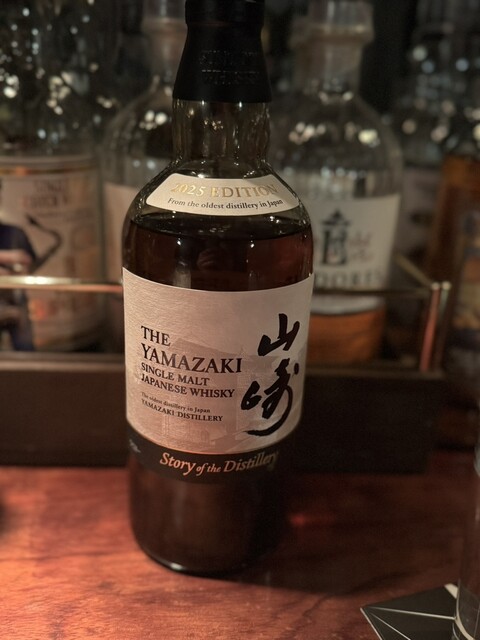 2025 EDITION
From the oldest distillery in Japan
THE
YAMAZAKI
SINGLE MALT
JAPANESE WHISKY
The oldest distillery in Japan
YAMAZAKI DISTILLERY
山崎
Story of the Distillery